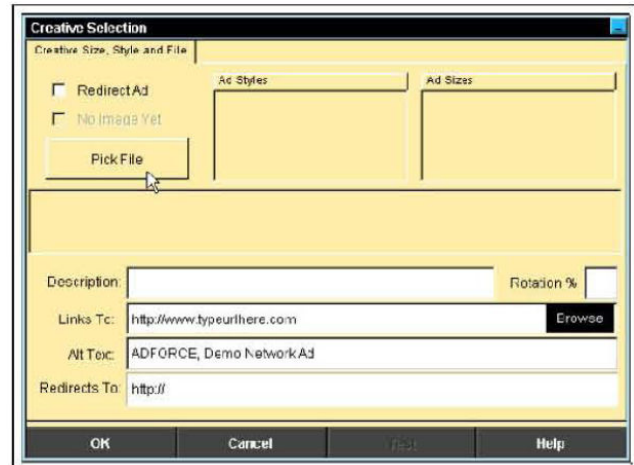 Creative Selection
Creative Size, Style and File
Redirect Ad
No Image Yet
Pick File
Ad Styles
Ad Sizes
Description:
Rotation %
Links To: http://www.typeurlhere.com Browse
Alt Text: ADFORCE, Demo Network Ad
Redirects To: http://
OK Cancel Test Help